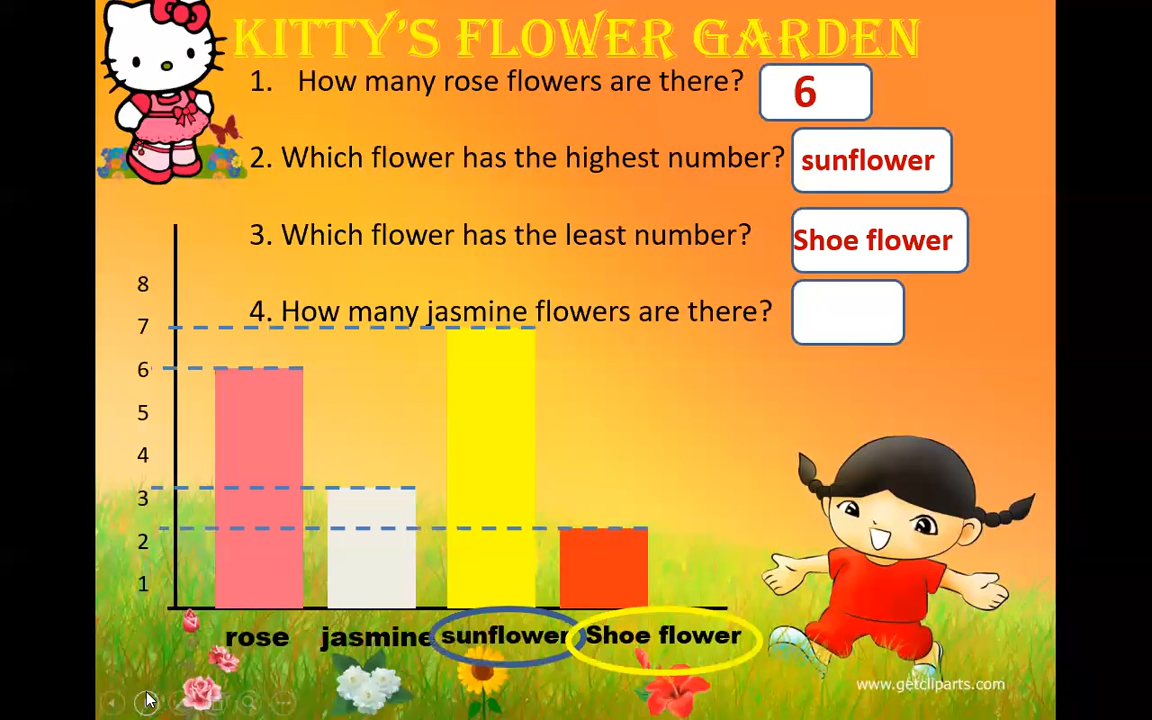 KITTY'S FLOWER GARDEN
1. How many rose flowers are there? 6
2. Which flower has the highest number? sunflower
3. Which flower has the least number? Shoe flower
4. How many jasmine flowers are there?
8
7
6
5
4
3
2
1
rose jasmine sunflower Shoe flower
www.getcliparts.com